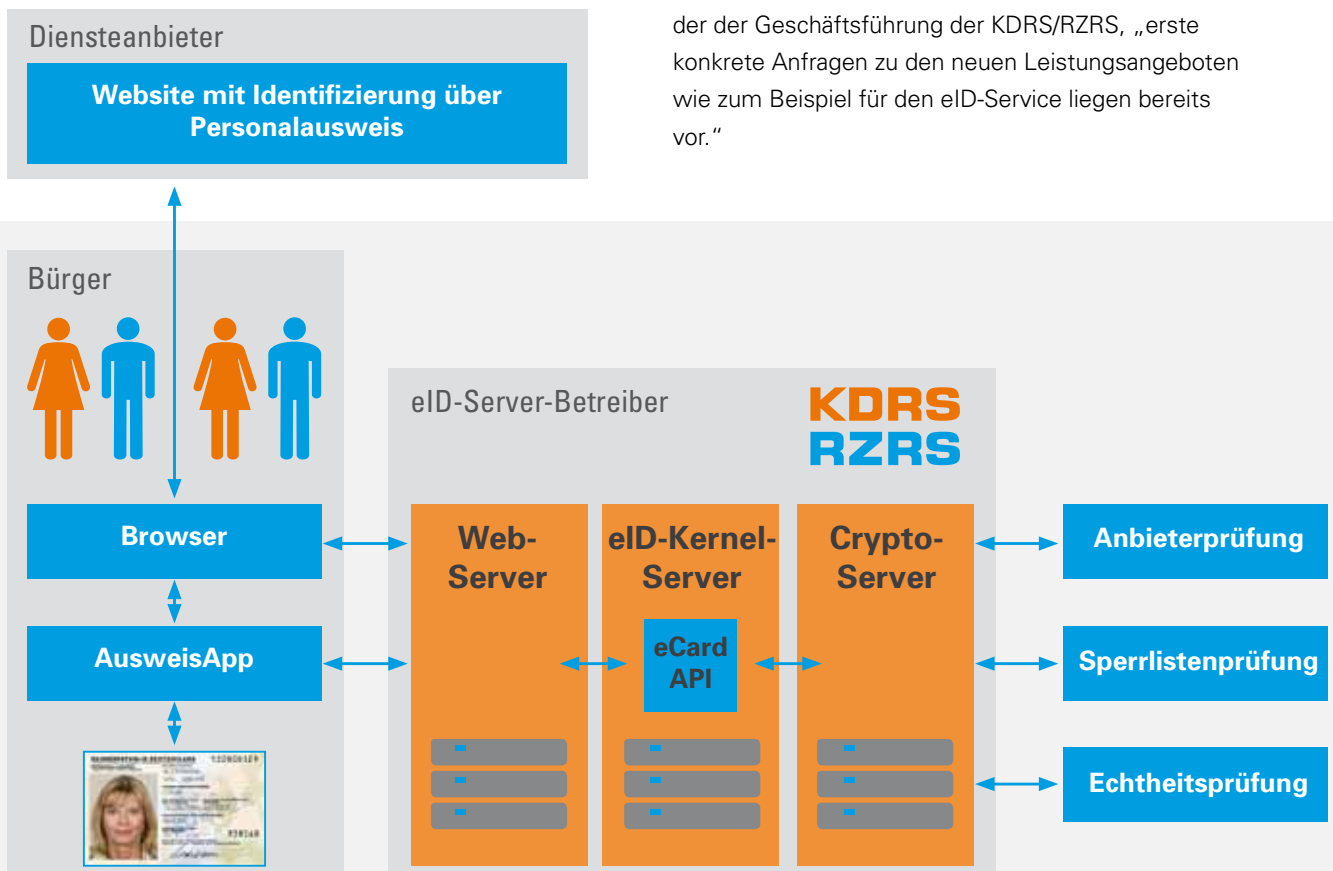 Diensteanbieter
Website mit Identifizierung über
Personalausweis
der der Geschäftsführung der KDRS/RZRS, „erste
konkrete Anfragen zu den neuen Leistungsangeboten
wie zum Beispiel für den eID-Service liegen bereits
vor.“
Bürger
Browser
AusweisApp
eID-Server-Betreiber
KDRS
RZRS
Web-
Server
eID-Kernel-
Server
eCard
API
Crypto-
Server
Anbieterprüfung
Sperrlistenprüfung
Echtheitsprüfung